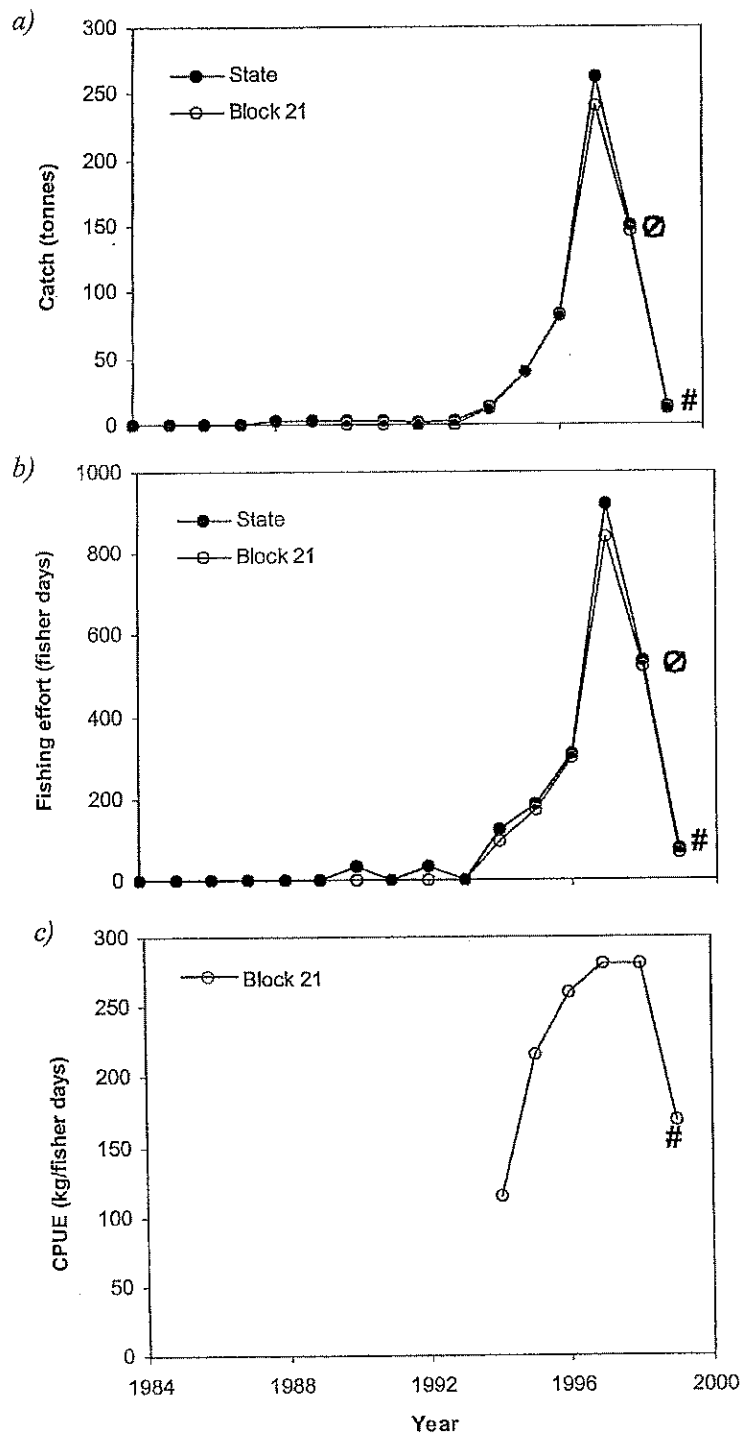 a)
300
250
200
150
100
50
0
Catch (tonnes)
State
Block 21
Ø
#
b)
1000
800
600
400
200
0
Fishing effort (fisher days)
State
Block 21
Ø
#
c)
300
250
200
150
100
50
0
CPUE (kg/fisher days)
Block 21
#
1984 1988 1992 1996 2000
Year